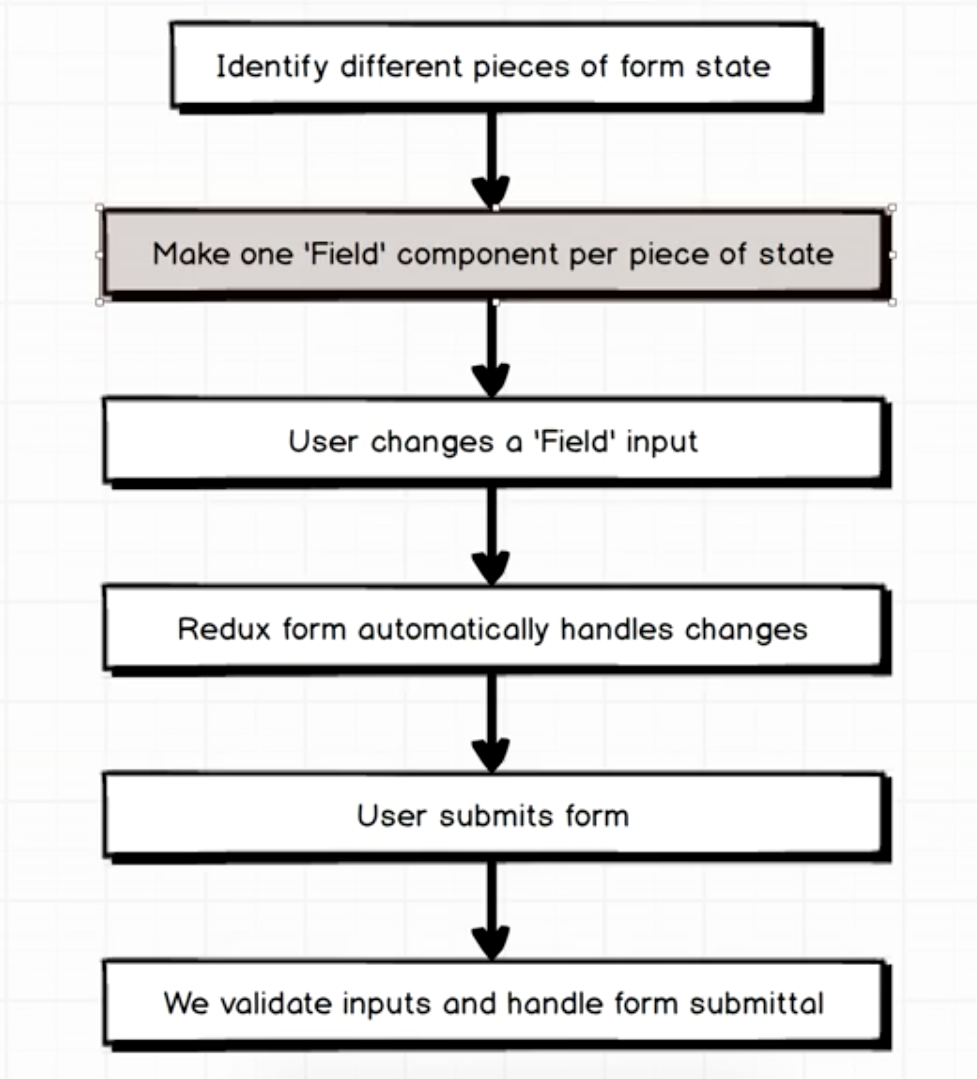 Identify different pieces of form state
Make one 'Field' component per piece of state
User changes a 'Field' input
Redux form automatically handles changes
User submits form
We validate inputs and handle form submittal